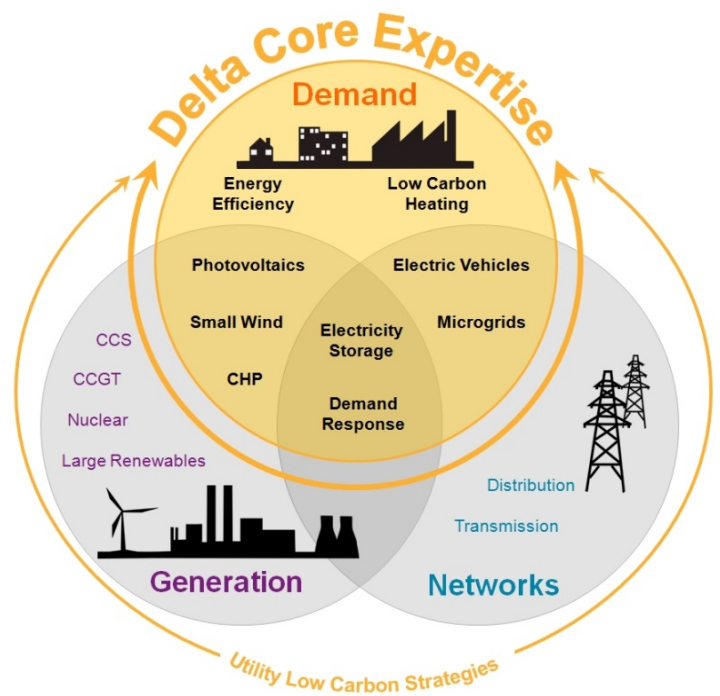 Delta Core Expertise
Demand
Energy
Efficiency
Low Carbon
Heating
Photovoltaics
Electric Vehicles
Small Wind
Microgrids
Electricity
Storage
CCS
CHP
CCGT
Demand
Response
Nuclear
Large Renewables
Distribution
Transmission
Generation
Networks
Utility Low Carbon Strategies